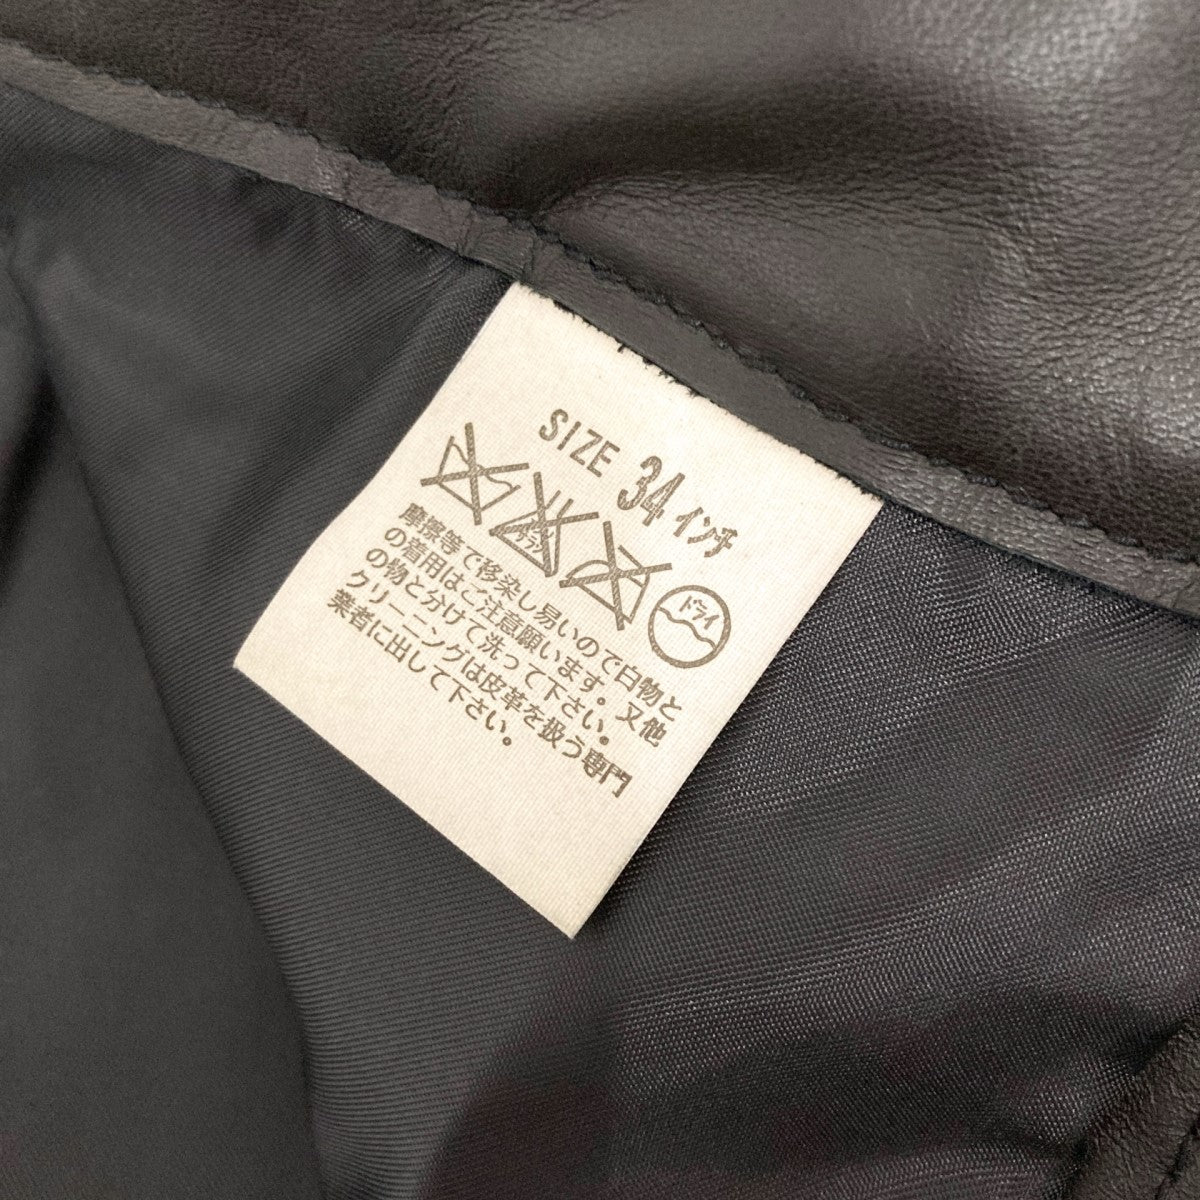 SIZE 34 インチ
ドライ
摩擦等で移染し易いので白物と
の着用はご注意願います。又他
の物と分けて洗って下さい。
クリーニングは皮革を扱う専門
業者に出して下さい。